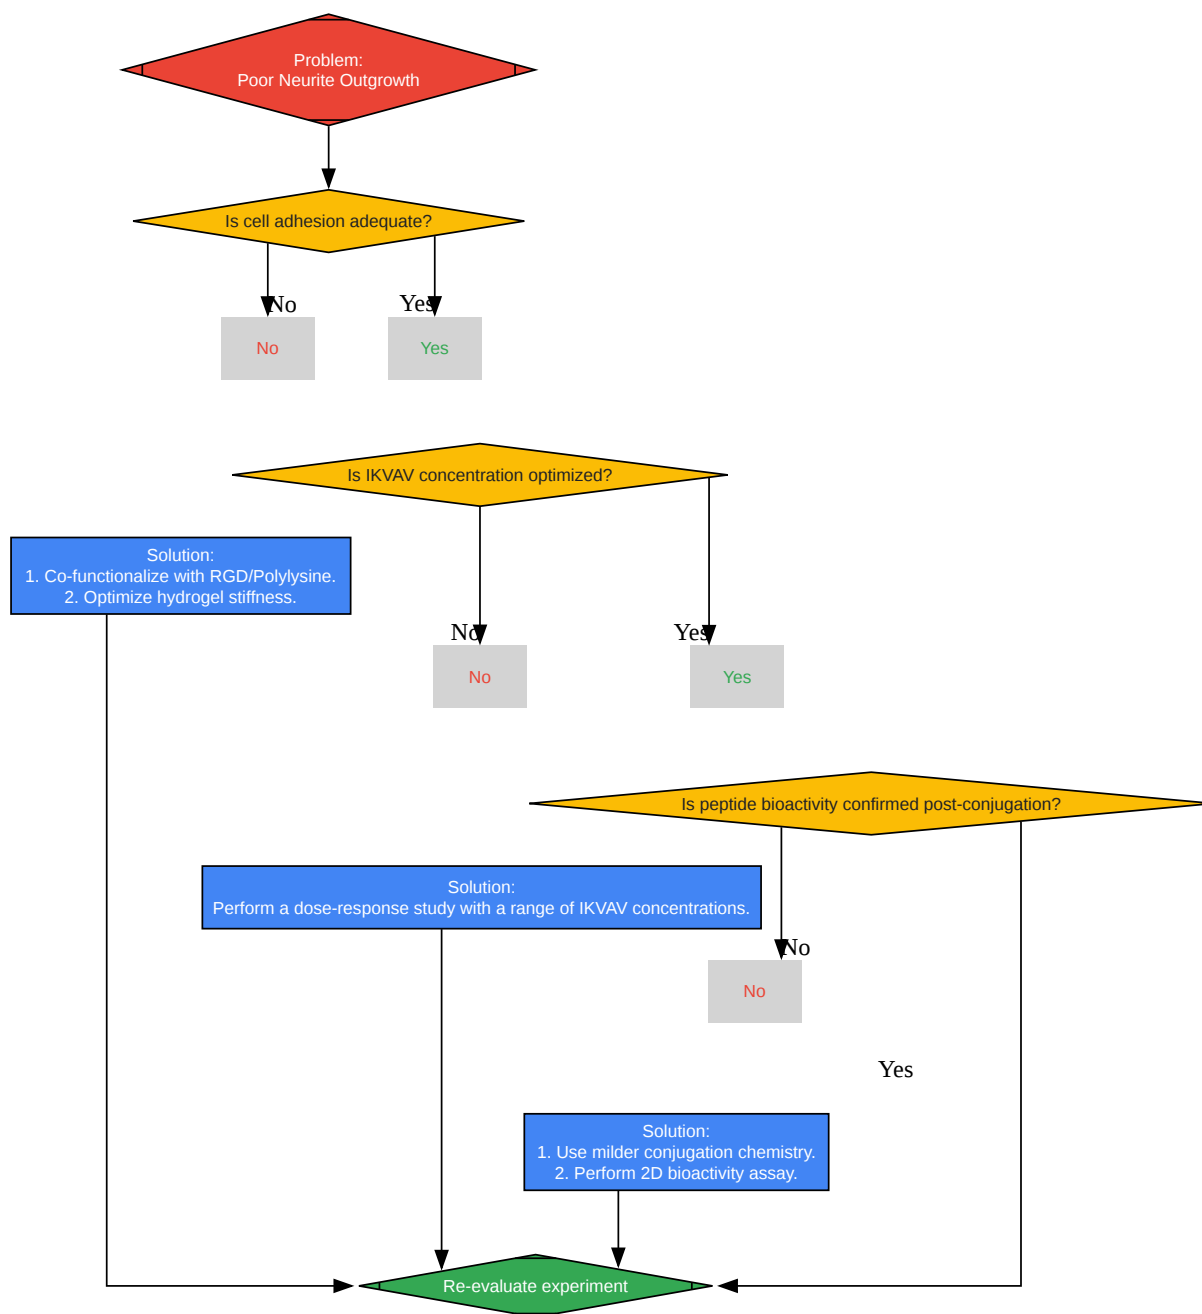 Problem:
Poor Neurite Outgrowth
Is cell adhesion adequate?
No
Yes
No
Yes
Is IKVAV concentration optimized?
Solution:
1. Co-functionalize with RGD/Polylysine.
2. Optimize hydrogel stiffness.
No
Yes
No
Yes
Is peptide bioactivity confirmed post-conjugation?
Solution:
Perform a dose-response study with a range of IKVAV concentrations.
No
No
Yes
Solution:
1. Use milder conjugation chemistry.
2. Perform 2D bioactivity assay.
Re-evaluate experiment